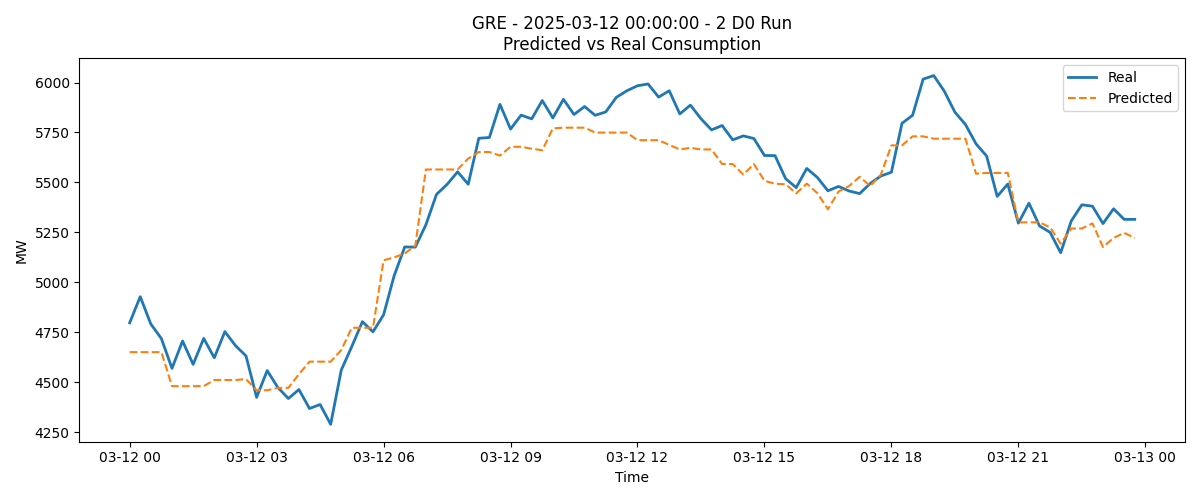 GRE - 2025-03-12 00:00:00 - 2 D0 Run
Predicted vs Real Consumption
Real
Predicted
6000
5750
5500
5250
5000
4750
4500
4250
MW
03-12 00
03-12 03
03-12 06
03-12 09
03-12 12
03-12 15
03-12 18
03-12 21
03-13 00
Time